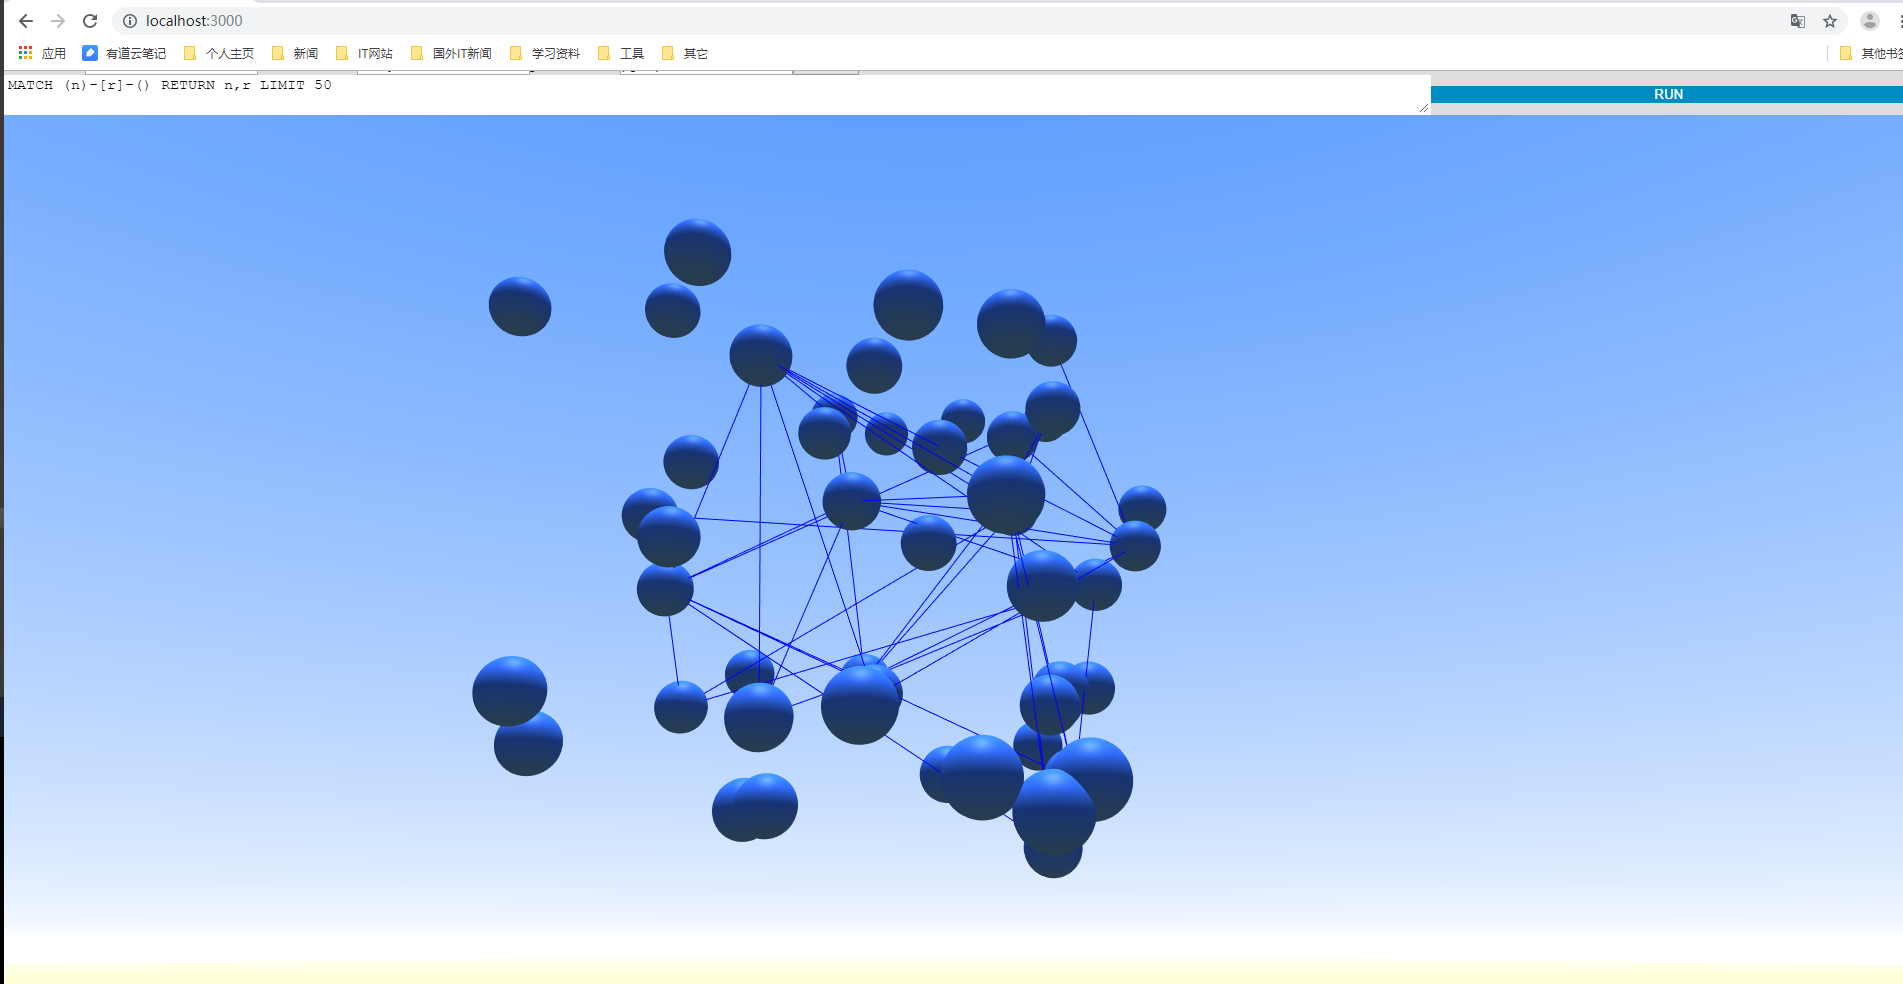 localhost:3000
应用 有道云笔记 个人主页 新闻 IT网站 国外IT新闻 学习资料 工具 其它 其他书签
MATCH (n)-[r]-() RETURN n,r LIMIT 50
RUN